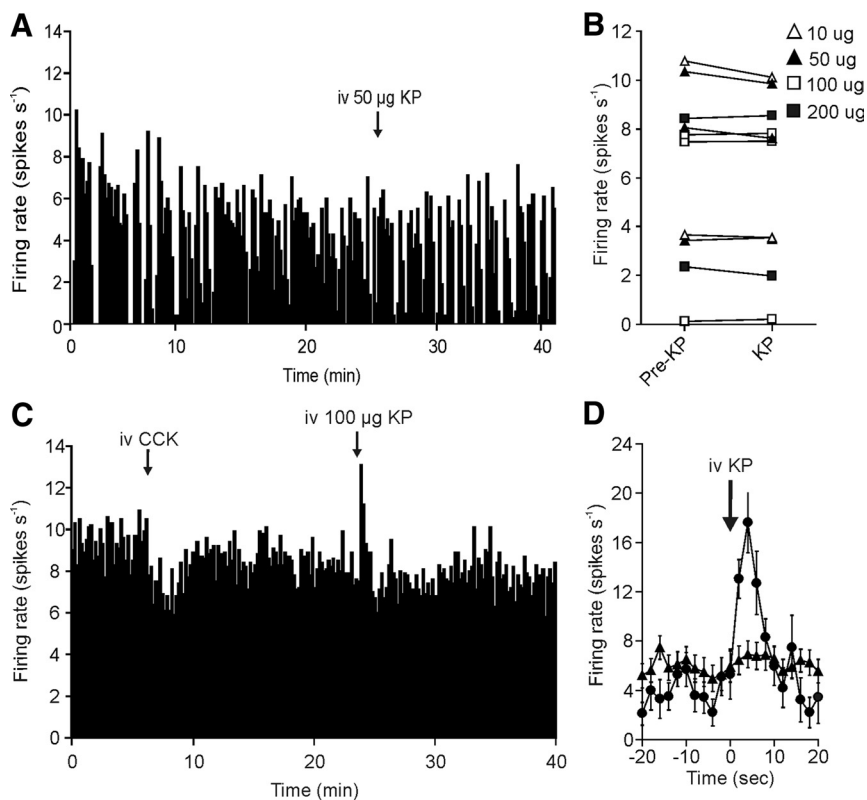 A
14
12
10
8
6
4
2
0
Firing rate (spikes s⁻¹)
iv 50 µg KP
0
10
20
30
40
Time (min)
B
12
10
8
6
4
2
0
Firing rate (spikes s⁻¹)
10 ug
50 ug
100 ug
200 ug
Pre-KP
KP
C
14
12
10
8
6
4
2
0
Firing rate (spikes s⁻¹)
iv CCK
iv 100 µg KP
0
10
20
30
40
Time (min)
D
24
20
16
12
8
4
0
Firing rate (spikes s⁻¹)
iv KP
-20
-10
0
10
20
Time (sec)